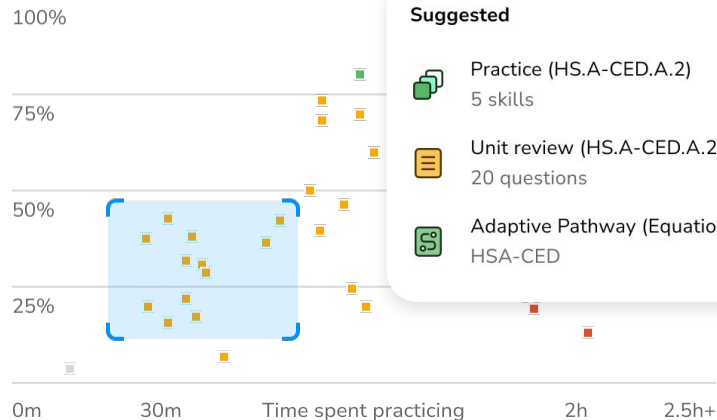 100%
75%
50%
25%
0m
30m
Time spent practicing
2h
2.5h+
Suggested
Practice (HS.A-CED.A.2)
5 skills
Unit review (HS.A-CED.A.2
20 questions
Adaptive Pathway (Equatio
HSA-CED